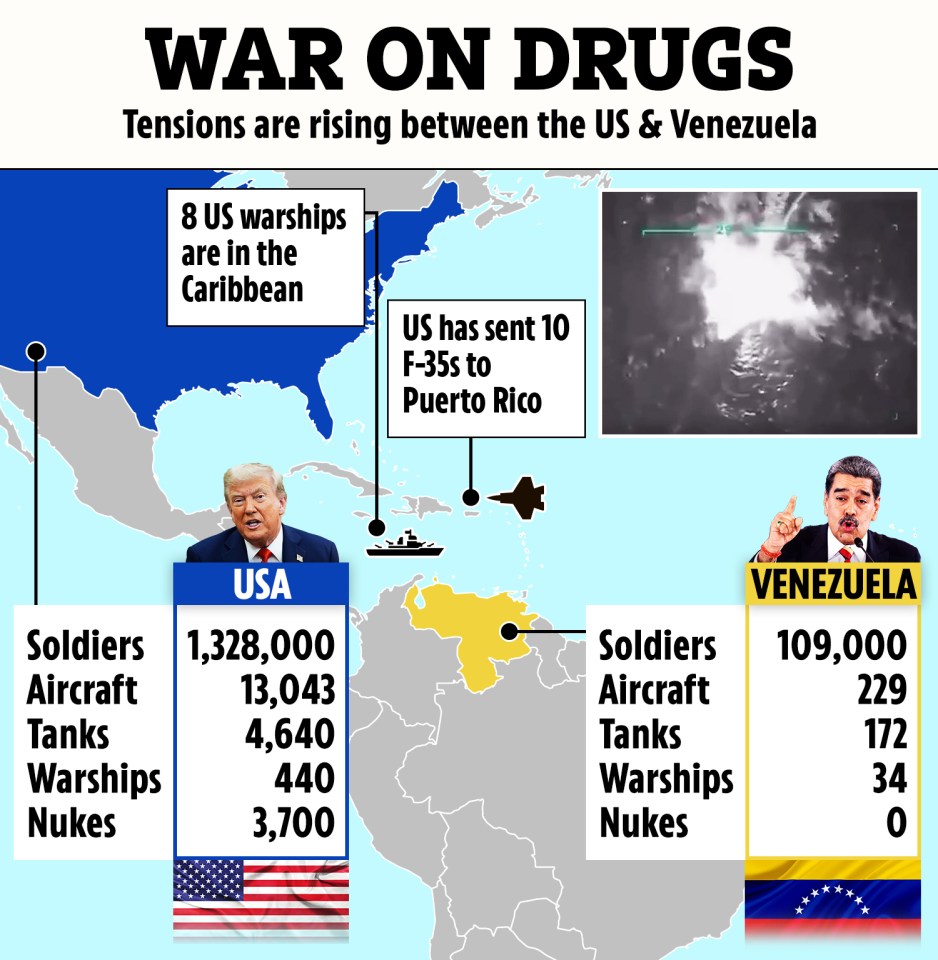 WAR ON DRUGS
Tensions are rising between the US & Venezuela
8 US warships
are in the
Caribbean
US has sent 10
F-35s to
Puerto Rico
29
USA
Soldiers 1,328,000
Aircraft 13,043
Tanks 4,640
Warships 440
Nukes 3,700
VENEZUELA
Soldiers 109,000
Aircraft 229
Tanks 172
Warships 34
Nukes 0